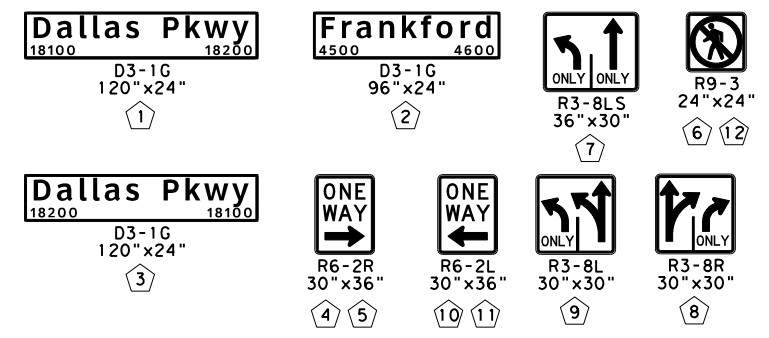 Dallas Pkwy
18100 18200
D3-1G
120"x24"
1
Frankford
4500 4600
D3-1G
96"x24"
2
ONLY ONLY
R3-8LS
36"x30"
7
R9-3
24"x24"
6 12
Dallas Pkwy
18200 18100
D3-1G
120"x24"
3
ONE
WAY
R6-2R
30"x36"
4 5
ONE
WAY
R6-2L
30"x36"
10 11
ONLY
R3-8L
30"x30"
9
ONLY
R3-8R
30"x30"
8